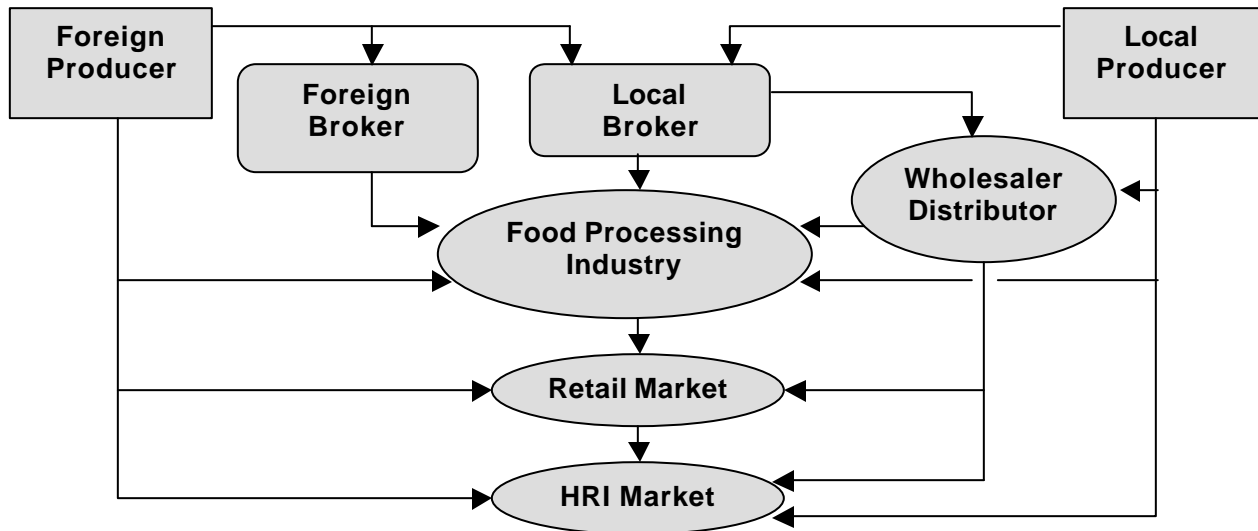 Foreign
Producer
Local
Producer
Foreign
Broker
Local
Broker
Wholesaler
Distributor
Food Processing
Industry
Retail Market
HRI Market